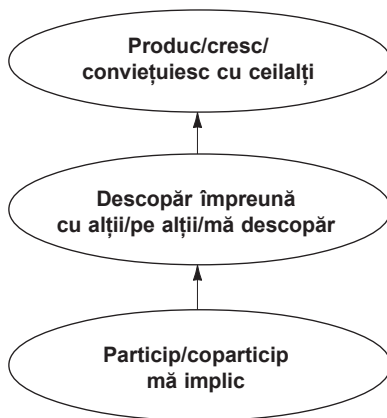 Produc/cresc/
conviețuiesc cu ceilalți
Descopăr împreună
cu alții/pe alții/mă descopăr
Particip/coparticip
mă implic